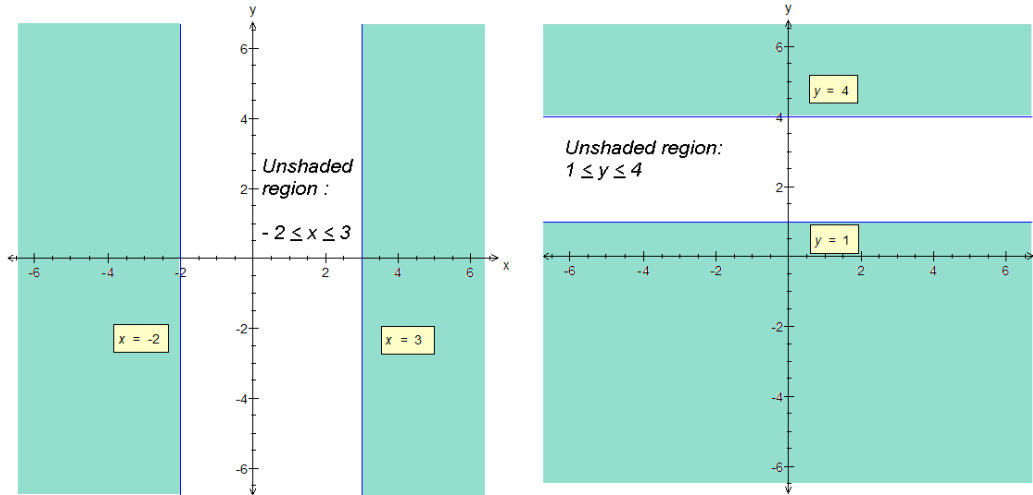 y
6
4
2
-2
-4
-6
-6
-4
-2
2
4
6
x
Unshaded
region :
- 2 ≤ x ≤ 3
x = -2
x = 3
y
6
4
2
-2
-4
-6
-6
-4
-2
2
4
6
x
y = 4
Unshaded region:
1 ≤ y ≤ 4
y = 1